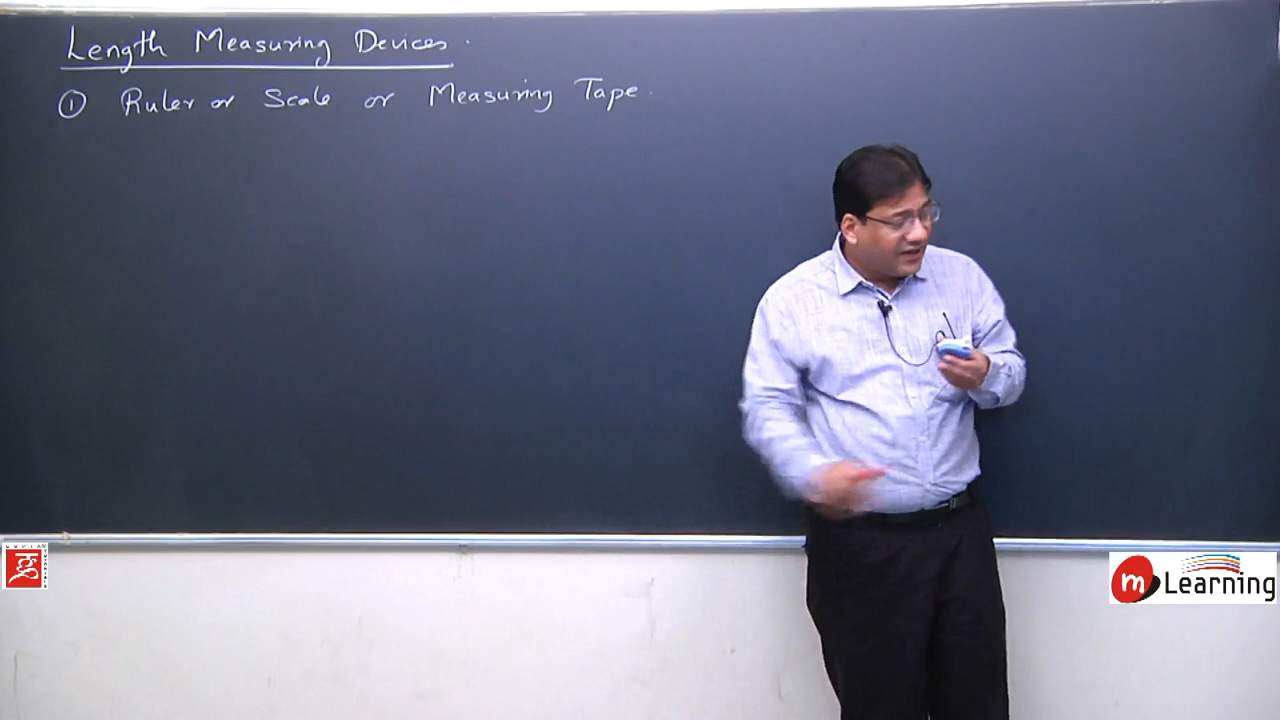 Length Measuring Devices.
① Ruler or Scale or Measuring Tape.
m Learning